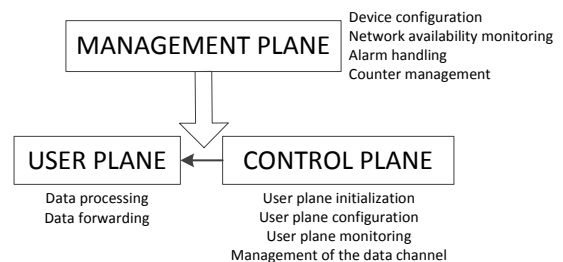 Device configuration
MANAGEMENT PLANE
Network availability monitoring
Alarm handling
Counter management
USER PLANE
CONTROL PLANE
Data processing
Data forwarding
User plane initialization
User plane configuration
User plane monitoring
Management of the data channel